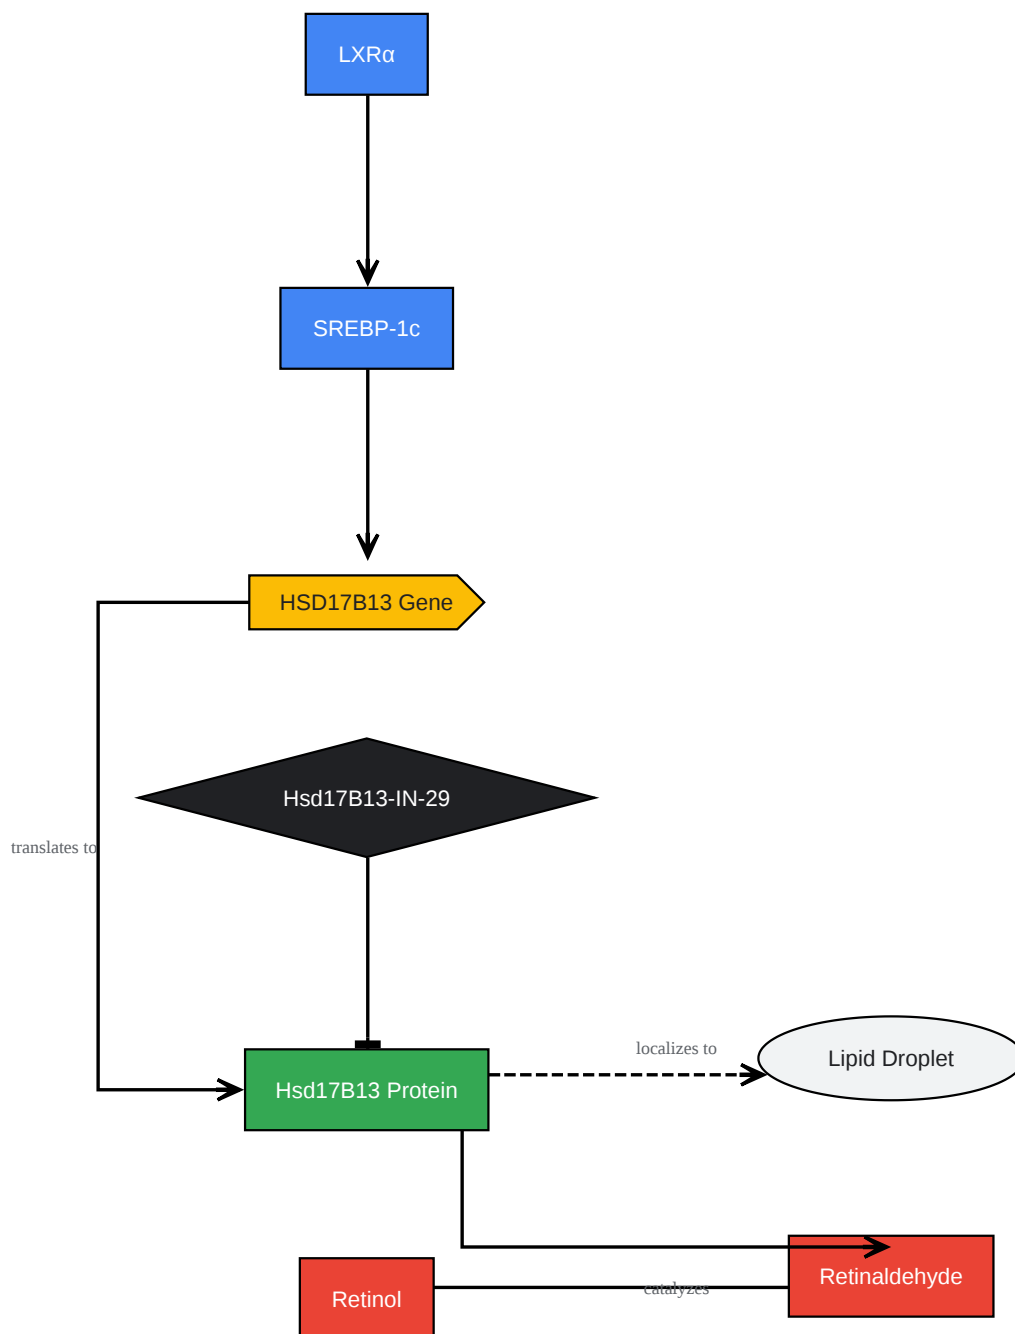 LXRα
SREBP-1c
HSD17B13 Gene
Hsd17B13-IN-29
translates to
localizes to
Lipid Droplet
Hsd17B13 Protein
Retinaldehyde
catalyzes
Retinol